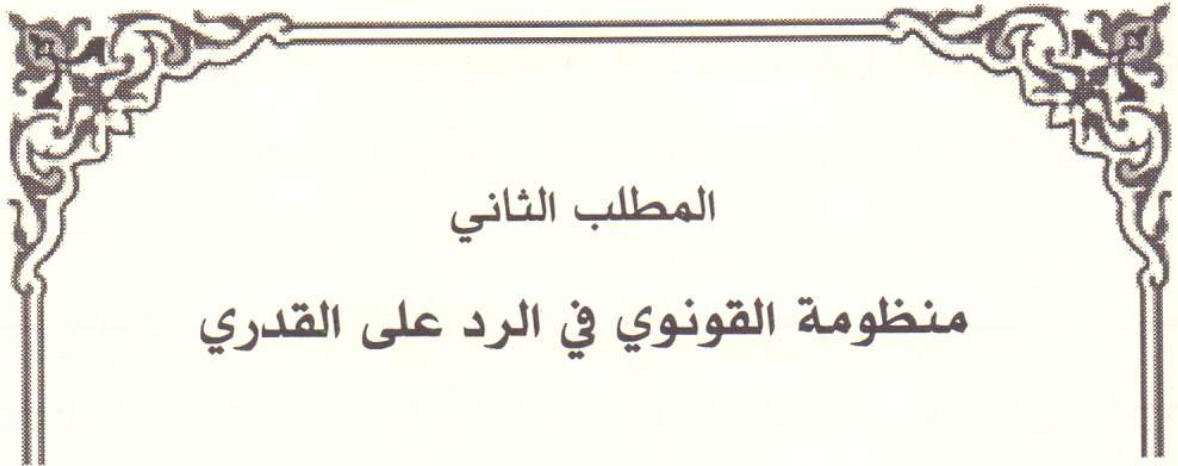 المطلب الثاني
منظومة القونوي في الرد على القدري